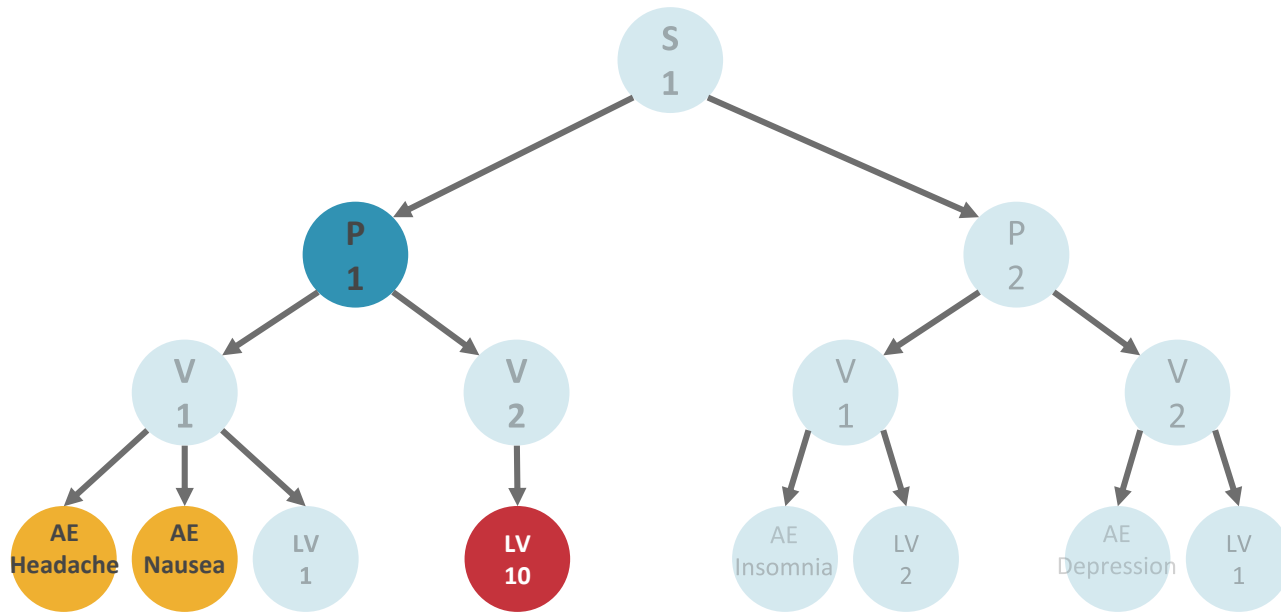 S
1
P
1
P
2
V
1
V
2
V
1
V
2
AE
Headache
AE
Nausea
LV
1
LV
10
AE
Insomnia
LV
2
AE
Depression
LV
1